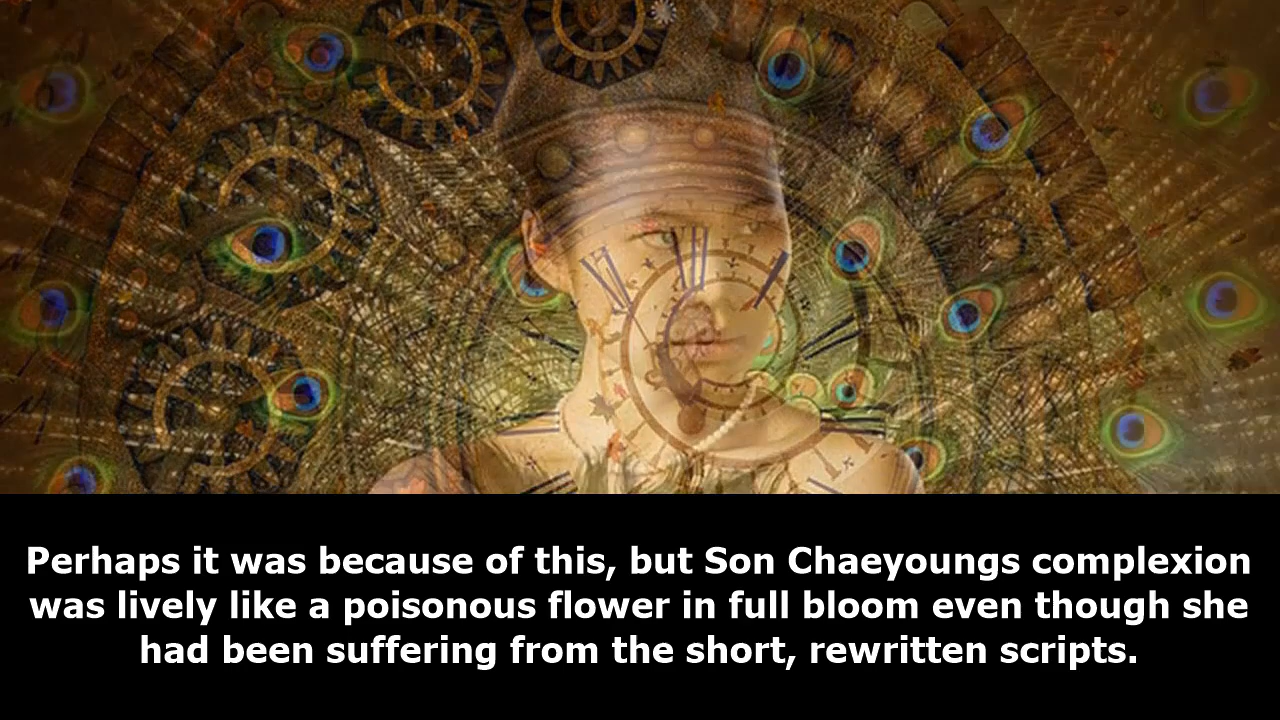 Perhaps it was because of this, but Son Chaeyoungs complexion
was lively like a poisonous flower in full bloom even though she
had been suffering from the short, rewritten scripts.